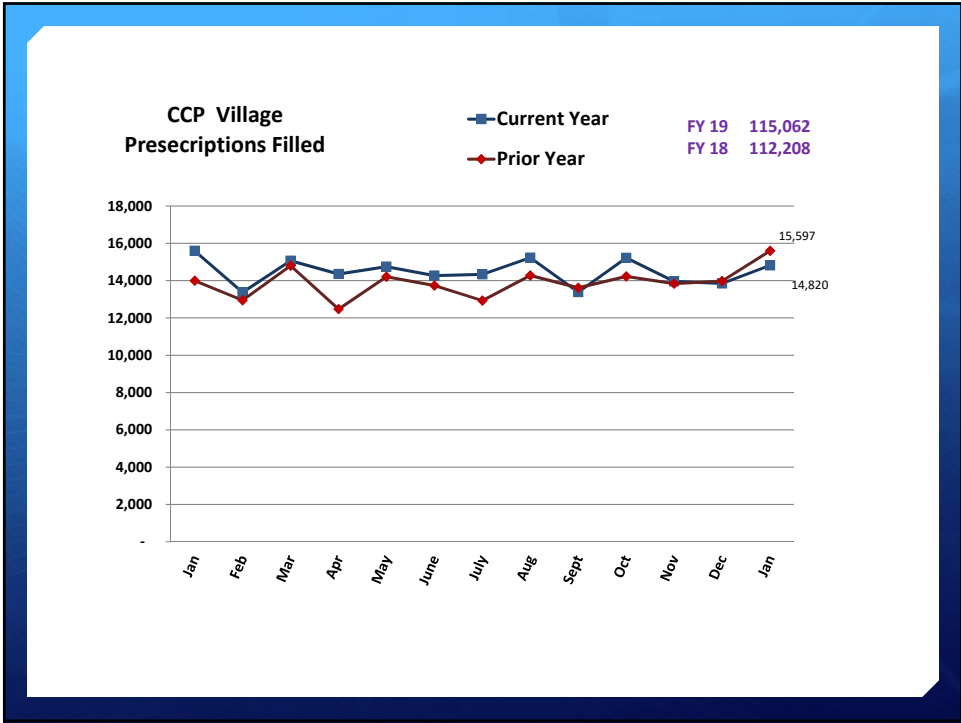 CCP  Village
Presecriptions Filled
Current Year
Prior Year
FY 19 115,062
FY 18 112,208
18,000
16,000
14,000
12,000
10,000
8,000
6,000
4,000
2,000
-
15,597
14,820
Jan
Feb
Mar
Apr
May
June
July
Aug
Sept
Oct
Nov
Dec
Jan